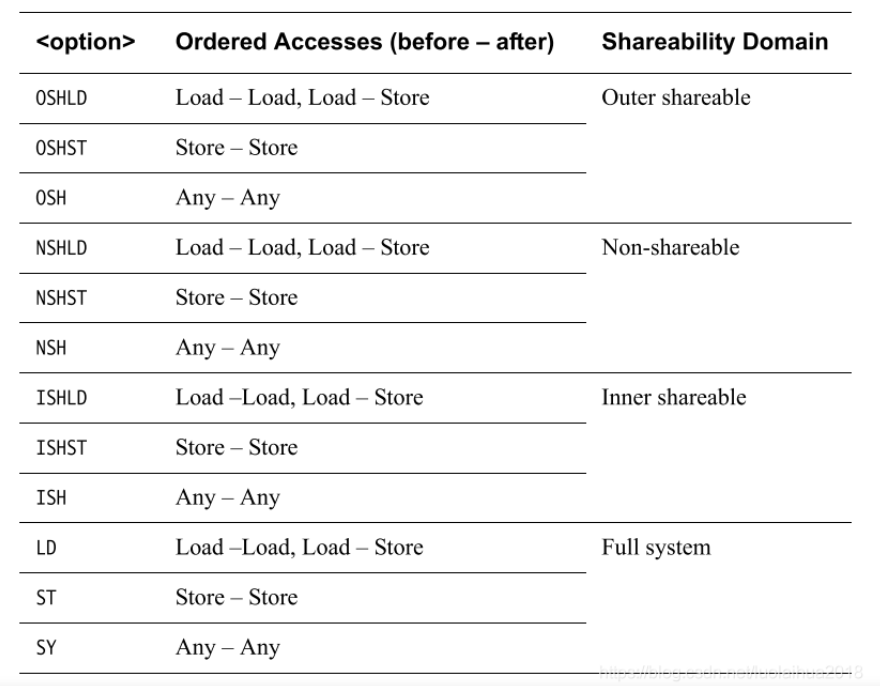 <option> Ordered Accesses (before – after) Shareability Domain
OSHLD Load – Load, Load – Store Outer shareable
OSHST Store – Store
OSH Any – Any
NSHLD Load – Load, Load – Store Non-shareable
NSHST Store – Store
NSH Any – Any
ISHLD Load –Load, Load – Store Inner shareable
ISHST Store – Store
ISH Any – Any
LD Load –Load, Load – Store Full system
ST Store – Store
SY Any – Any
https://blog.csdn.net/luolaihua2018